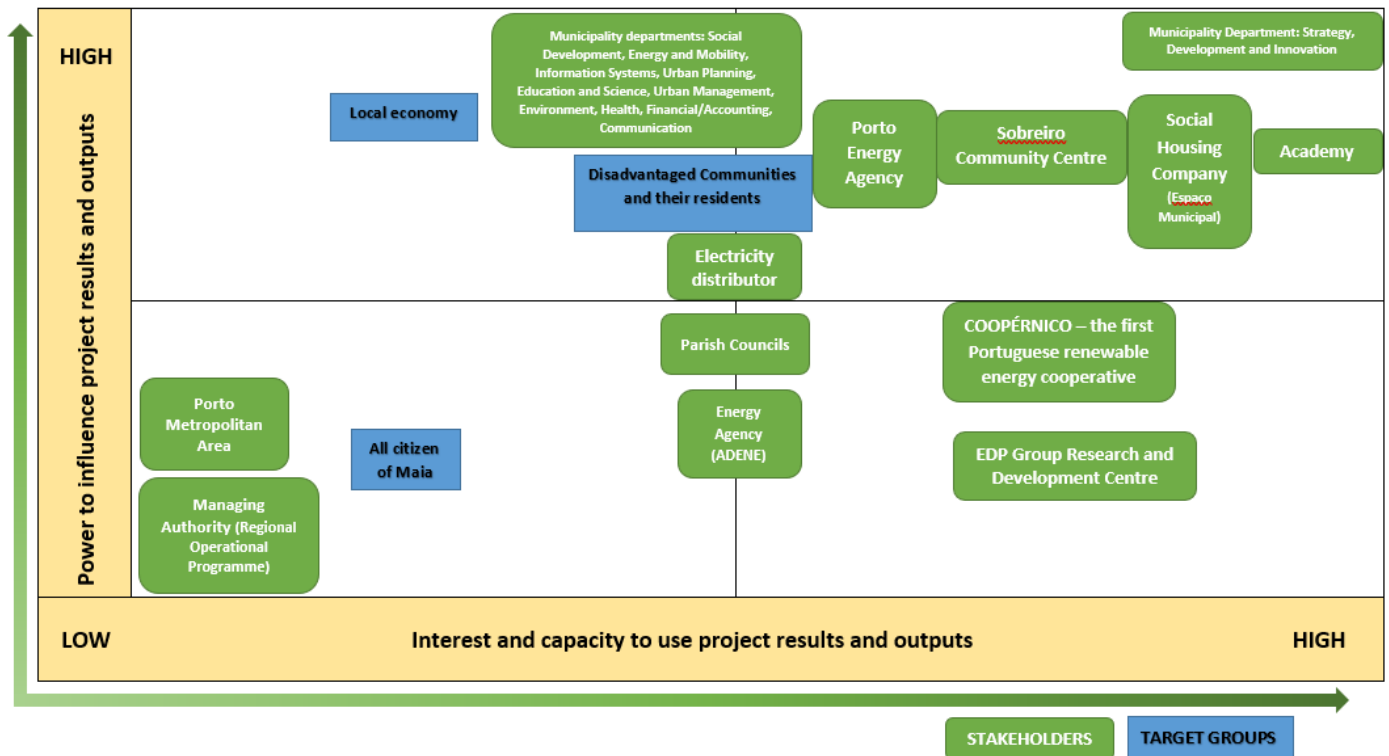 HIGH
Power to influence project results and outputs
Municipality departments: Social
Development, Energy and Mobility,
Information Systems, Urban Planning,
Education and Science, Urban Management,
Environment, Health, Financial/Accounting,
Communication
Municipality Department: Strategy,
Development and Innovation
Local economy
Disadvantaged Communities
and their residents
Porto
Energy
Agency
Sobreiro
Community Centre
Social
Housing
Company
(Espaço
Municipal)
Academy
Electricity
distributor
Parish Councils
COOPÉRNICO – the first
Portuguese renewable
energy cooperative
Porto
Metropolitan
Area
All citizen
of Maia
Energy
Agency
(ADENE)
EDP Group Research and
Development Centre
Managing
Authority (Regional
Operational
Programme)
LOW
Interest and capacity to use project results and outputs
HIGH
STAKEHOLDERS
TARGET GROUPS